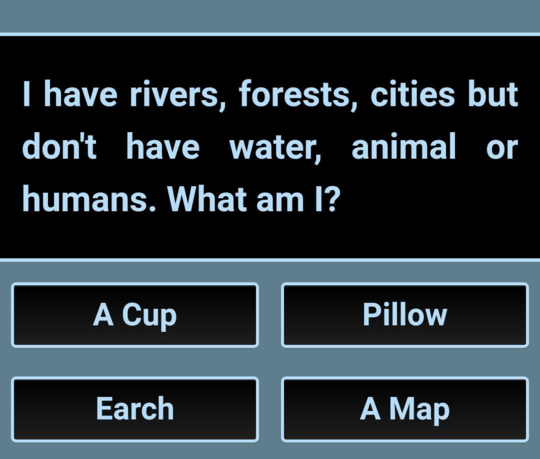 I have rivers, forests, cities but
don't have water, animal or
humans. What am I?
A Cup
Pillow
Earch
A Map